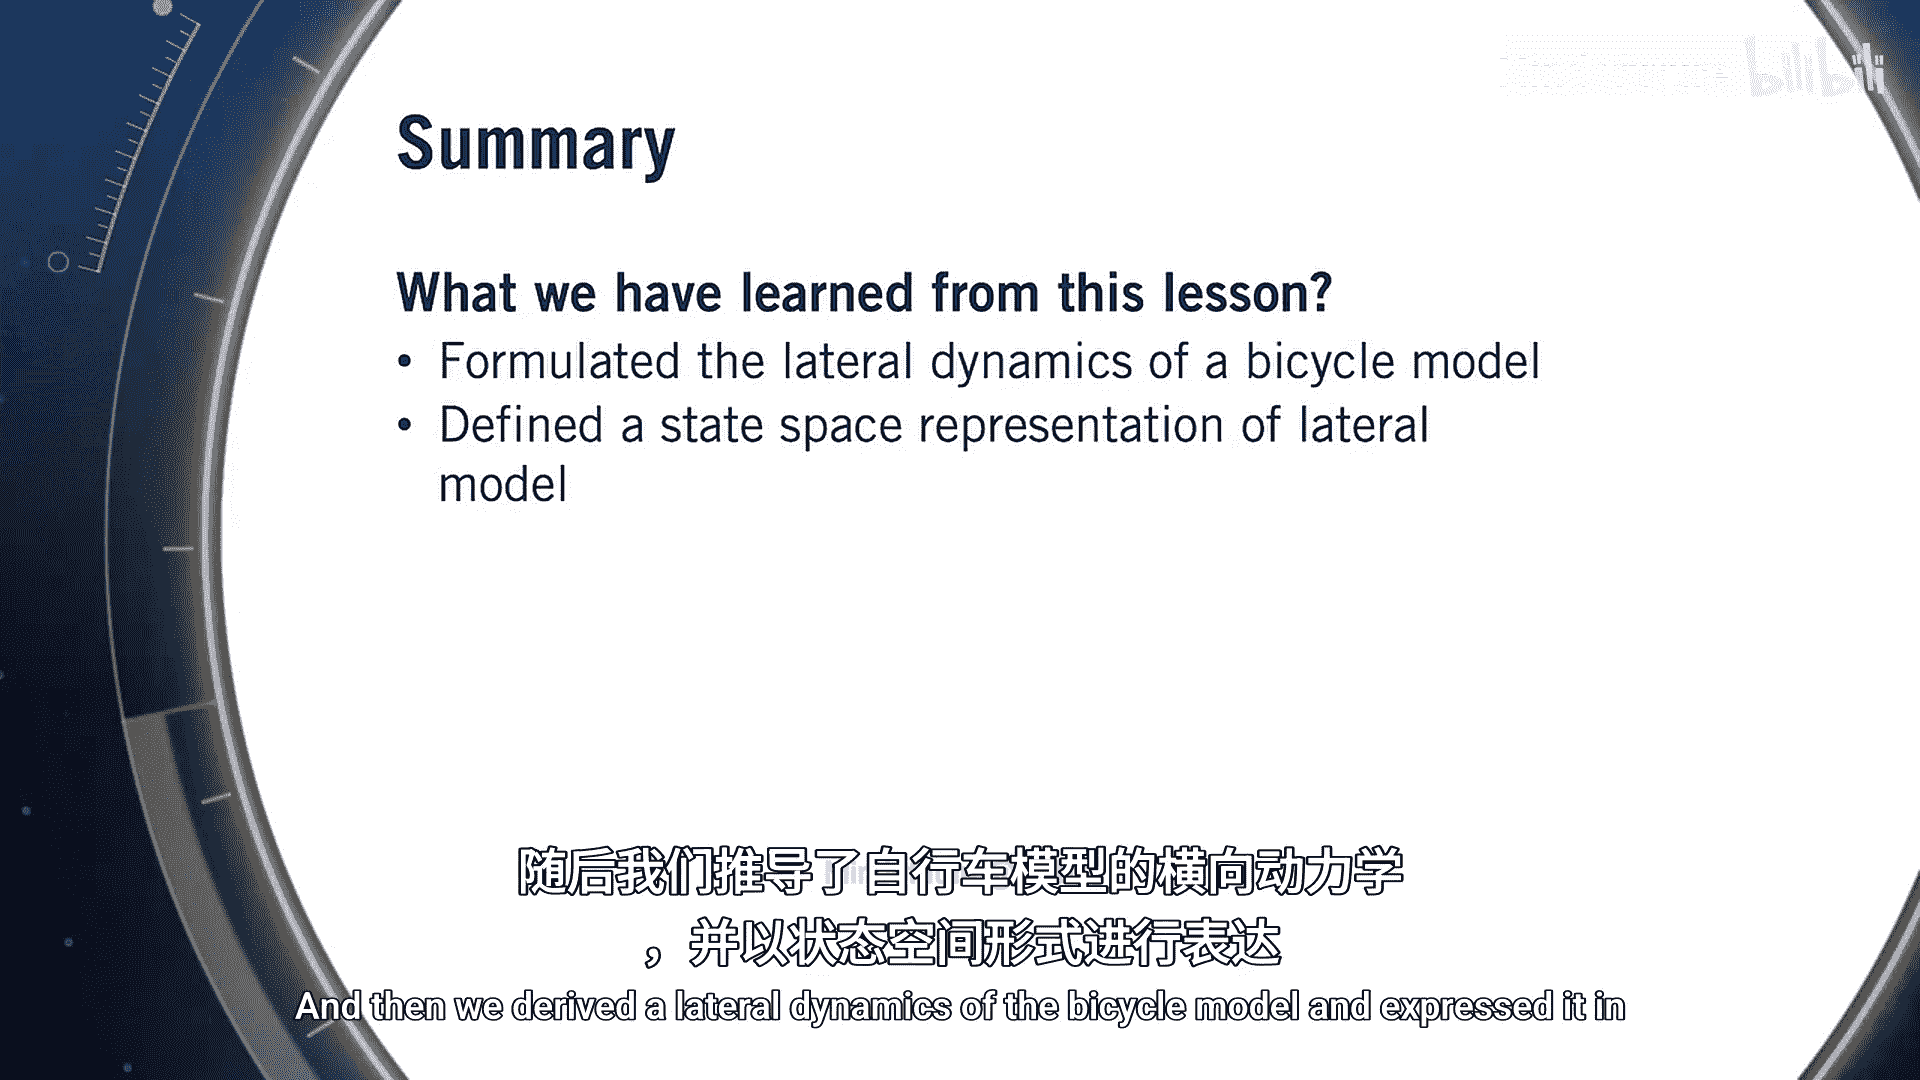 bilibili
Summary
What we have learned from this lesson?
• Formulated the lateral dynamics of a bicycle model
• Defined a state space representation of lateral
model
随后我们推导了自行车模型的横向动力学
，并以状态空间形式进行表达
And then we derived a lateral dynamics of the bicycle model and expressed it in